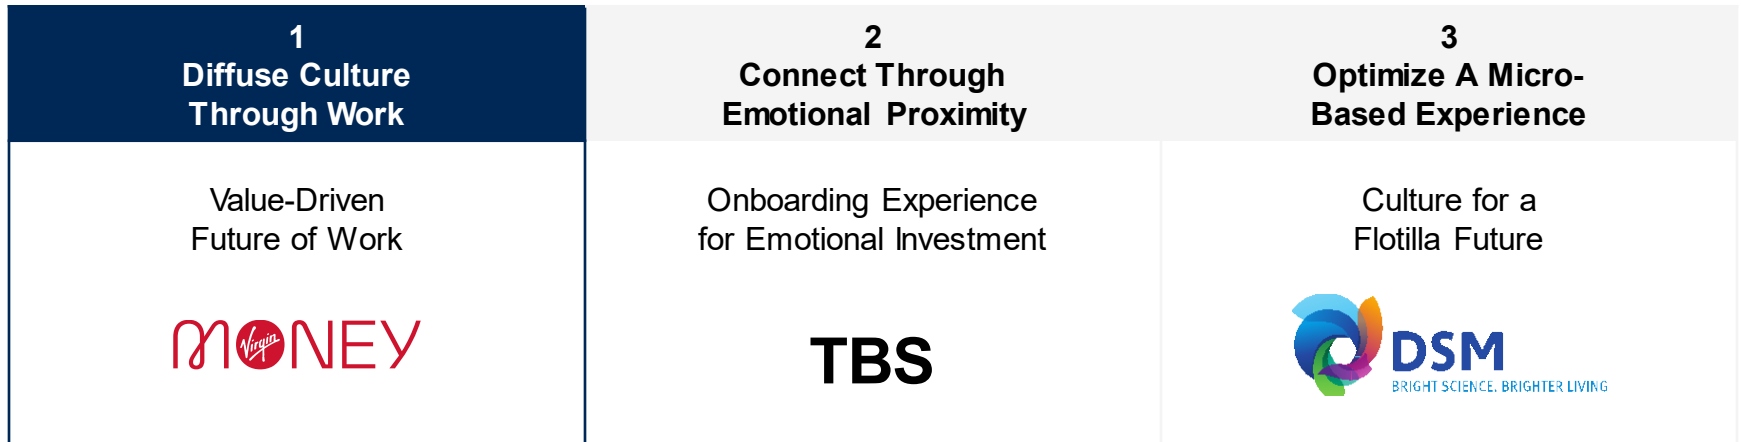 1
Diffuse Culture
Through Work
2
Connect Through
Emotional Proximity
3
Optimize A Micro-
Based Experience
Value-Driven
Future of Work
Onboarding Experience
for Emotional Investment
Culture for a
Flotilla Future
Virgin MONEY
TBS
DSM
BRIGHT SCIENCE. BRIGHTER LIVING